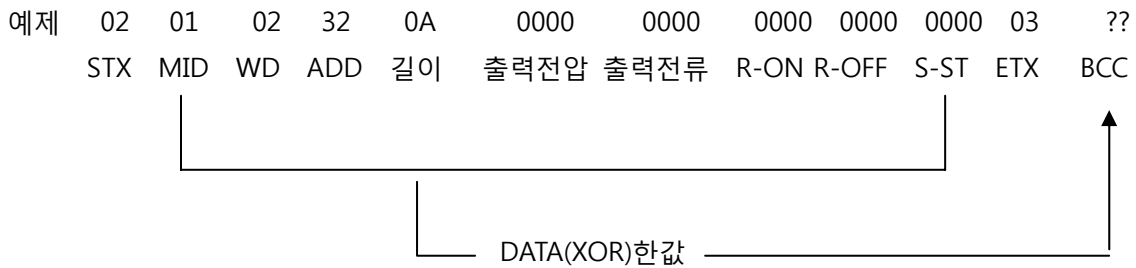 예제 02 01 02 32 0A 0000 0000 0000 0000 0000 03 ??
STX MID WD ADD 길이 출력전압 출력전류 R-ON R-OFF S-ST ETX BCC
DATA(XOR)한값